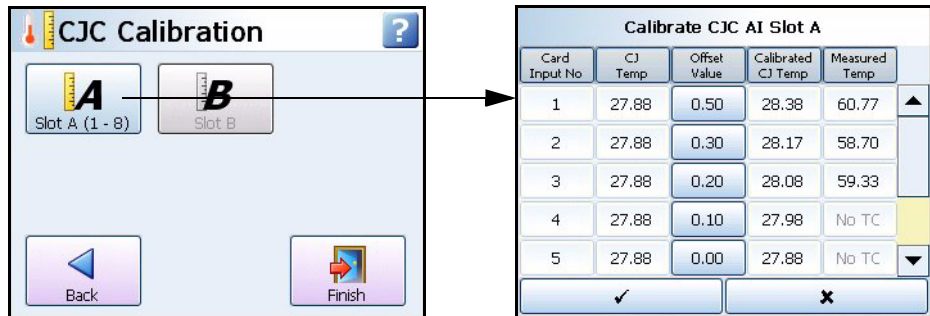 CJC Calibration
?
A
Slot A (1 - 8)
B
Slot B
Back
Finish
Calibrate CJC AI Slot A
Card Input No CJ Temp Offset Value Calibrated CJ Temp Measured Temp
1 27.88 0.50 28.38 60.77
2 27.88 0.30 28.17 58.70
3 27.88 0.20 28.08 59.33
4 27.88 0.10 27.98 No TC
5 27.88 0.00 27.88 No TC